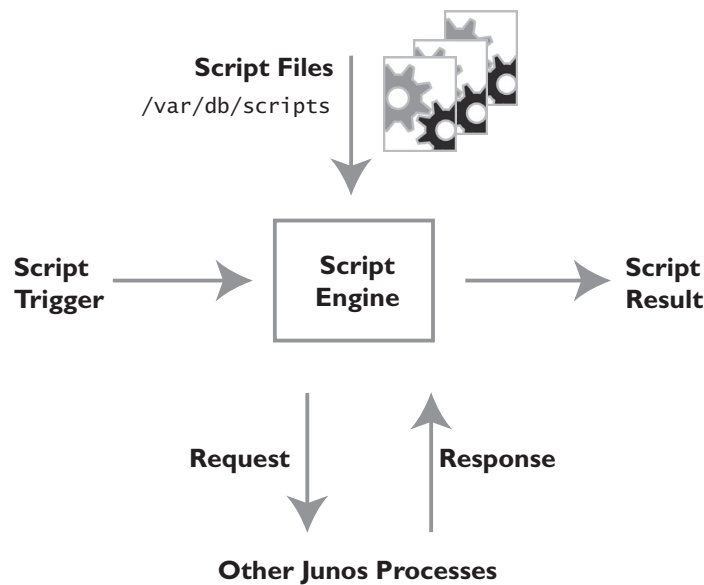 Script Files
/var/db/scripts
Script
Trigger
Script
Engine
Script
Result
Request
Response
Other Junos Processes